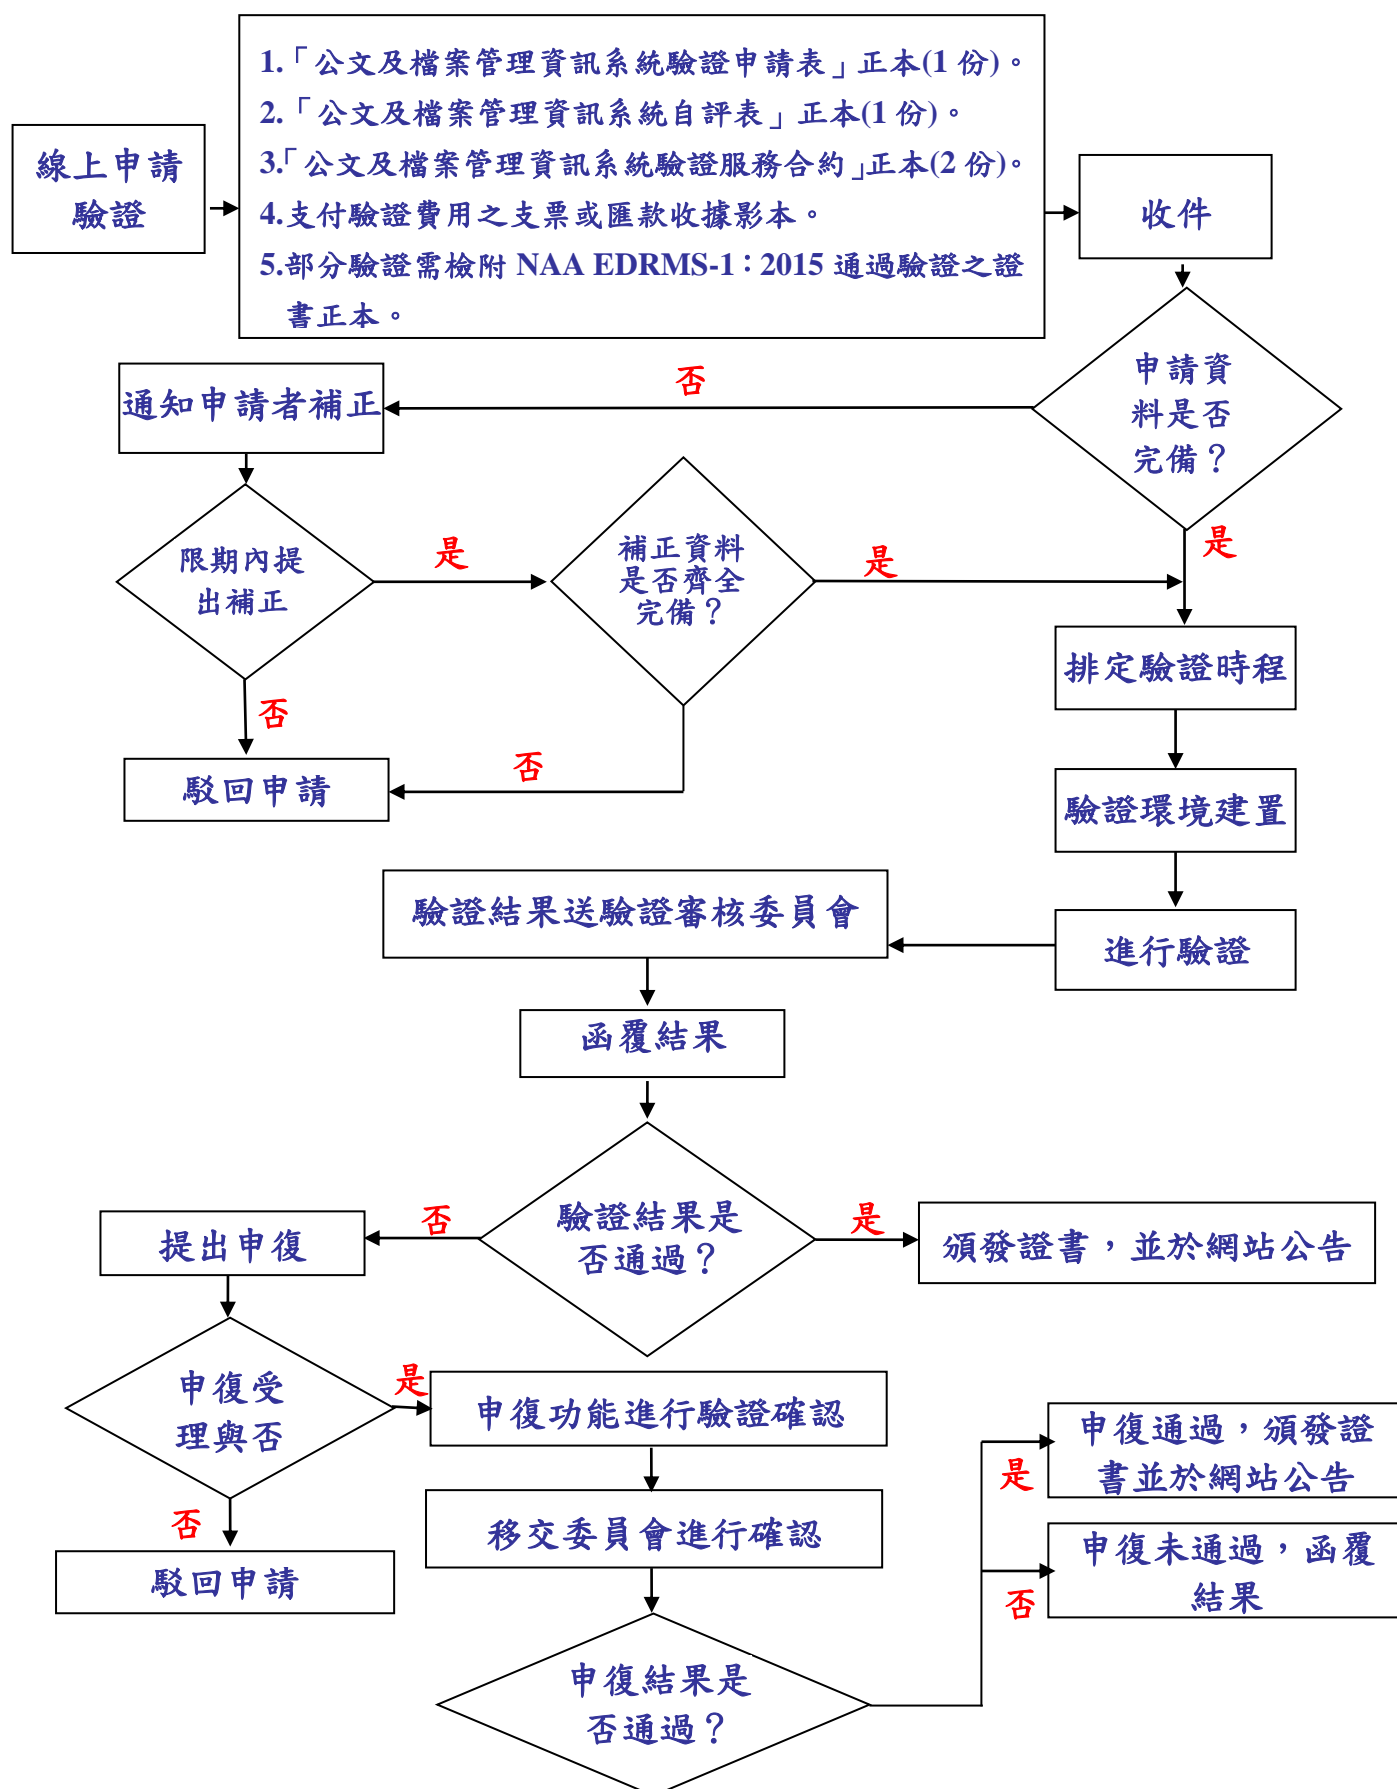 1.「公文及檔案管理資訊系統驗證申請表」正本(1 份)。
2.「公文及檔案管理資訊系統自評表」正本(1 份)。
3.「公文及檔案管理資訊系統驗證服務合約」正本(2 份)。
4.支付驗證費用之支票或匯款收據影本。
5.部分驗證需檢附 NAA EDRMS-1：2015 通過驗證之證
書正本。
線上申請
驗證
收件
申請資
料是否
完備？
否
通知申請者補正
是
限期內提
出補正
是
補正資料
是否齊全
完備？
是
否
否
駁回申請
排定驗證時程
驗證環境建置
進行驗證
驗證結果送驗證審核委員會
函覆結果
驗證結果是
否通過？
否
是
提出申復
頒發證書，並於網站公告
申復受
理與否
是
否
駁回申請
申復功能進行驗證確認
移交委員會進行確認
申復結果是
否通過？
是
申復通過，頒發證
書並於網站公告
否
申復未通過，函覆
結果